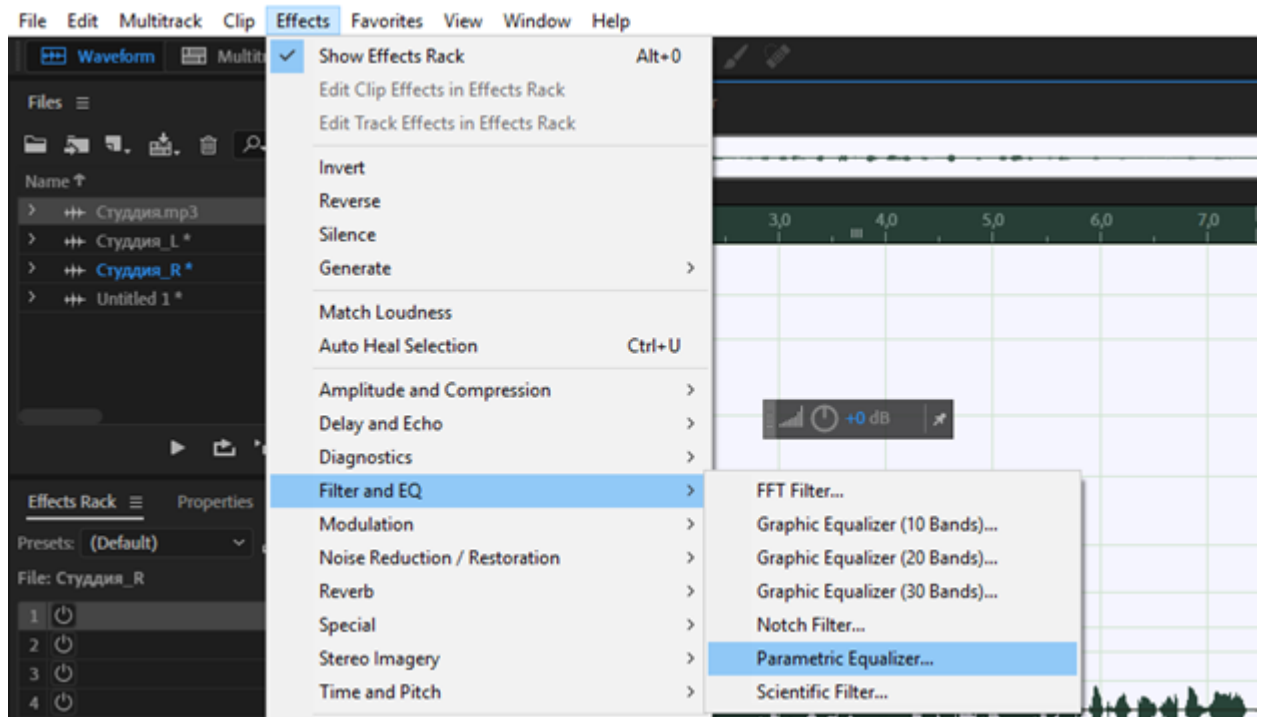 File Edit Multitrack Clip Effects Favorites View Window Help
Waveform
Show Effects Rack Alt+0
Edit Clip Effects in Effects Rack
Edit Track Effects in Effects Rack
Files
Name
Invert
Студдия.mp3
Reverse
3,0 4,0 5,0 6,0 7,0
Студдия_L *
Silence
Студдия_R *
Generate
Untitled 1 *
Match Loudness
Auto Heal Selection Ctrl+U
Amplitude and Compression
Delay and Echo
+0 dB
Diagnostics
Filter and EQ
FFT Filter...
Effects Rack Properties
Modulation
Graphic Equalizer (10 Bands)...
Presets: (Default)
Noise Reduction / Restoration
Graphic Equalizer (20 Bands)...
File: Студдия_R
Reverb
Graphic Equalizer (30 Bands)...
1
Special
Notch Filter...
2
Stereo Imagery
Parametric Equalizer...
3
Time and Pitch
Scientific Filter...
4